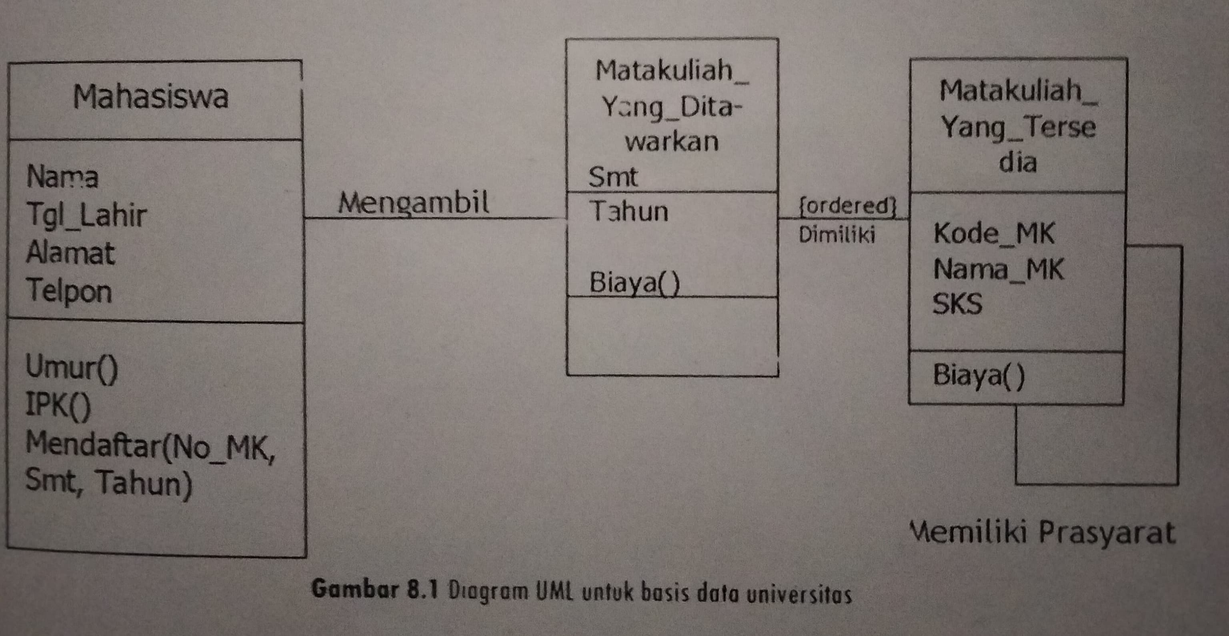 Mahasiswa
Nama
Tgl_Lahir
Alamat
Telpon
Umur()
IPK()
Mendaftar(No_MK,
Smt, Tahun)
Mengambil
Matakuliah_
Yang_Dita-
warkan
Smt
Tahun
Biaya()
{ordered}
Dimiliki
Matakuliah_
Yang_Terse
dia
Kode_MK
Nama_MK
SKS
Biaya()
Memiliki Prasyarat
Gambar 8.1 Diagram UML untuk basis data universitas